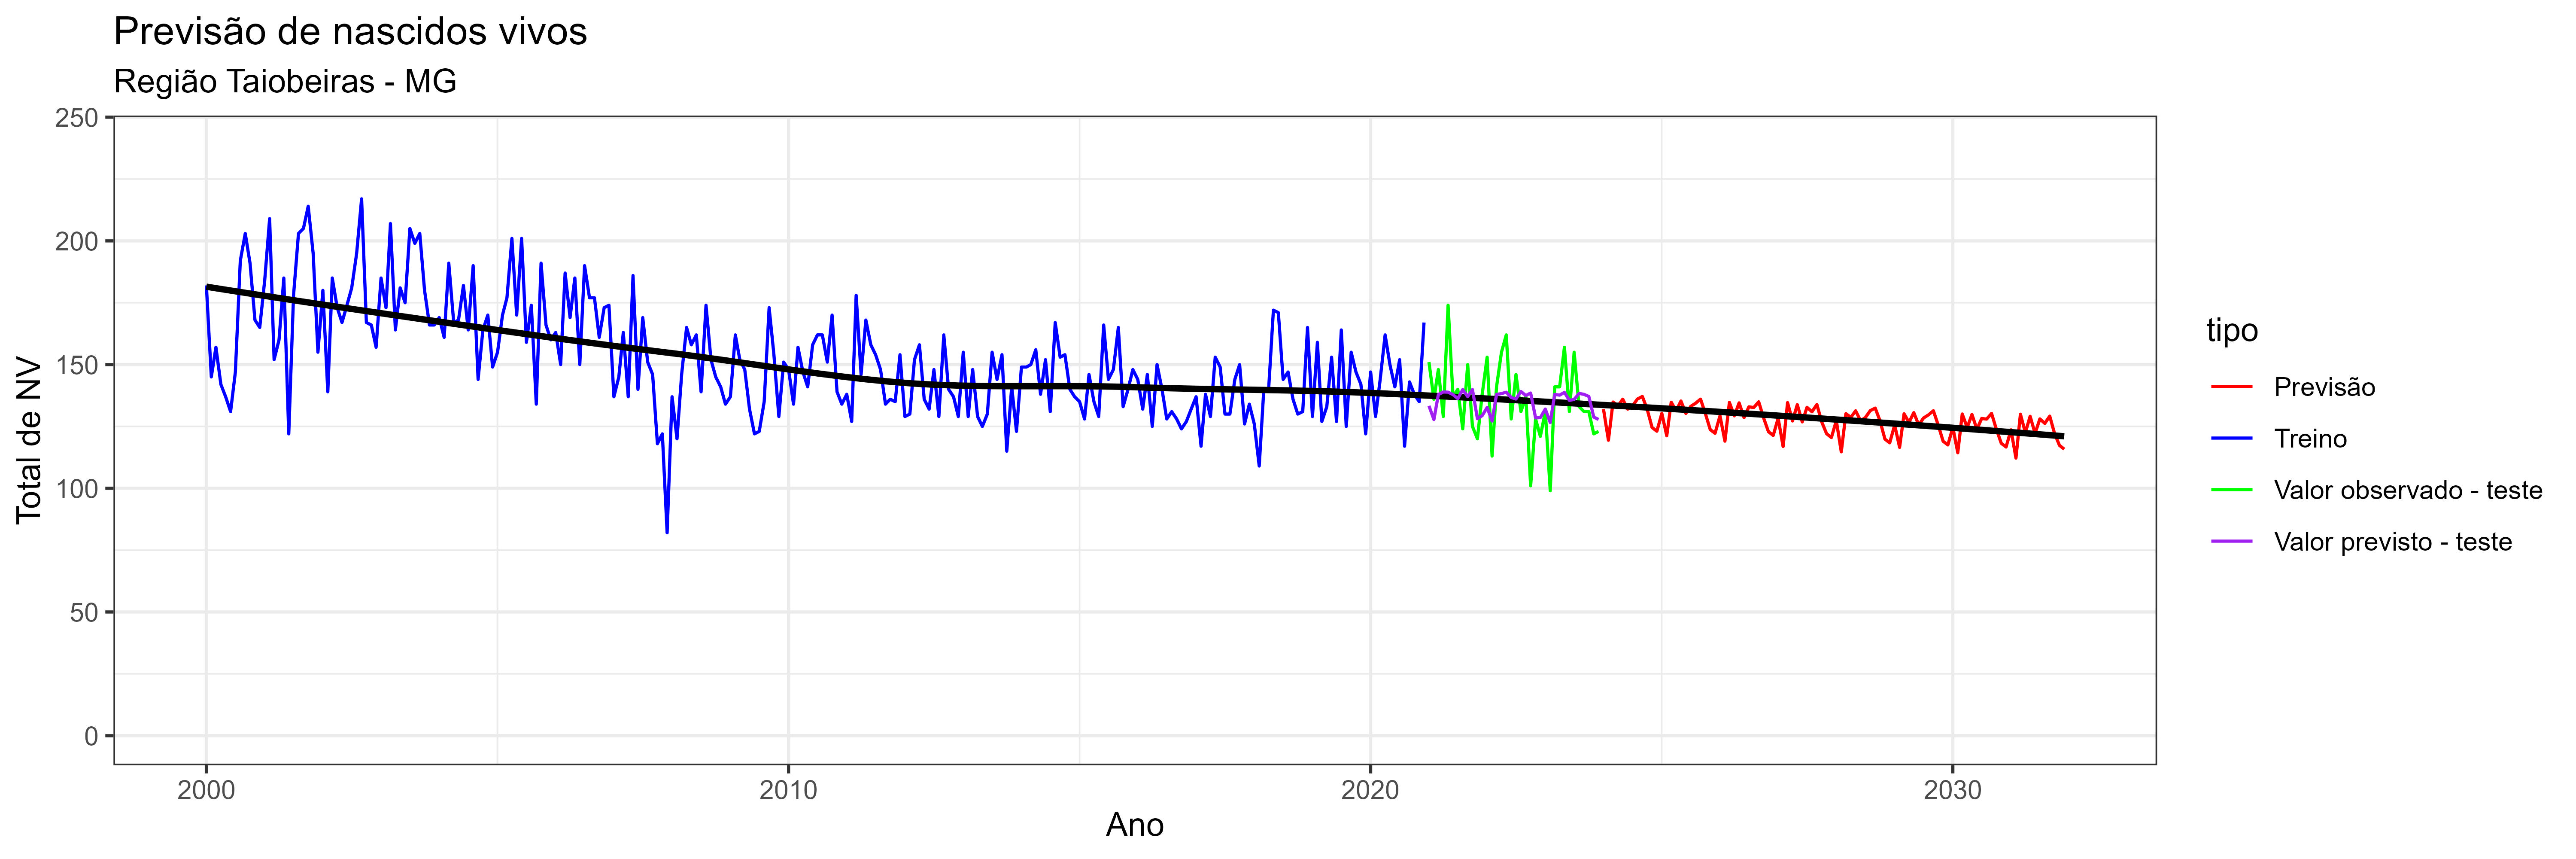 Previsão de nascidos vivos
Região Taiobeiras - MG
250
200
150
100
50
0
Total de NV
2000
2010
2020
2030
Ano
tipo
Previsão
Treino
Valor observado - teste
Valor previsto - teste